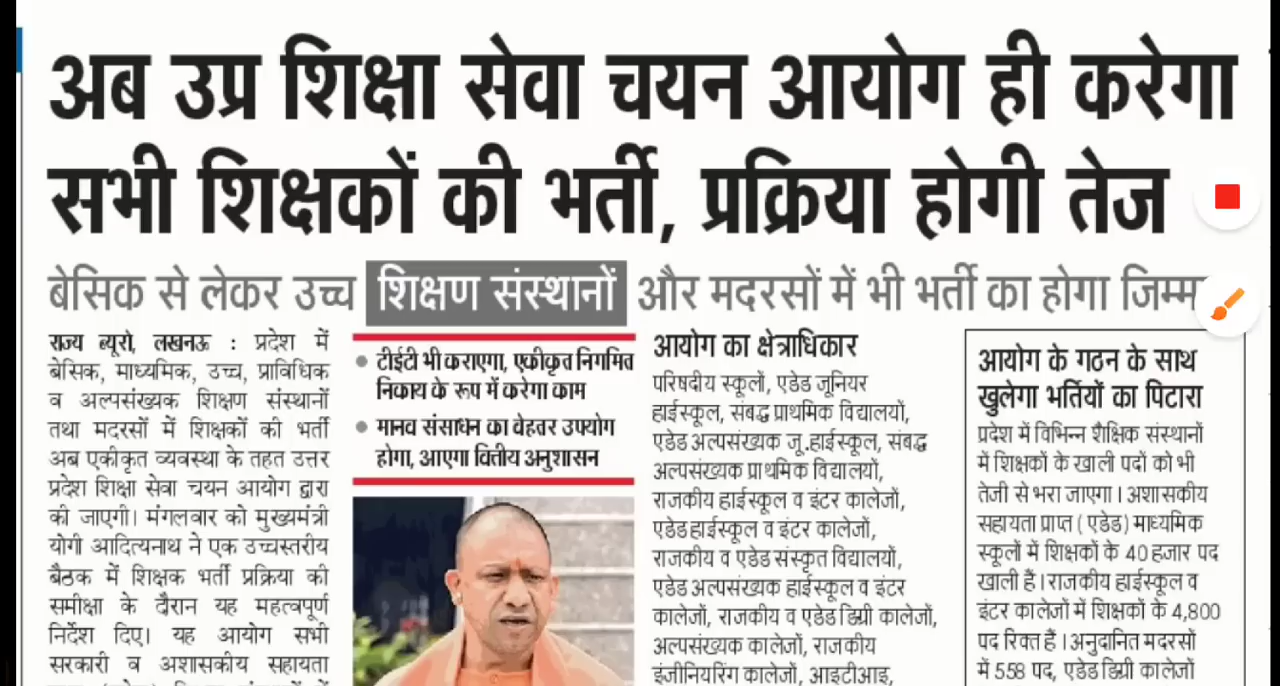 अब उप्र शिक्षा सेवा चयन आयोग ही करेगा
सभी शिक्षकों की भर्ती, प्रक्रिया होगी तेज
बेसिक से लेकर उच्च शिक्षण संस्थानों और मदरसों में भी भर्ती का होगा
राज्य ब्यूरो, लखनऊ : प्रदेश में
बेसिक, माध्यमिक, उच्च, प्राविधिक
व अल्पसंख्यक शिक्षण संस्थानों
तथा मदरसों में शिक्षकों की भर्ती
अब एकीकृत व्यवस्था के तहत उत्तर
प्रदेश शिक्षा सेवा चयन आयोग द्वारा
की जाएगी। मंगलवार को मुख्यमंत्री
योगी आदित्यनाथ ने एक उच्चस्तरीय
बैठक में शिक्षक भर्ती प्रक्रिया की
समीक्षा के दौरान यह महत्वपूर्ण
निर्देश दिए। यह आयोग सभी
सरकारी व अशासकीय सहायता
टीईटी भी कराएगा, एकीकृत निगमित
निकाय के रूप में करेगा काम
मानव संसाधन का बेहतर उपयोग
होगा, आएगा वित्तीय अनुशासन
आयोग का क्षेत्राधिकार
परिषदीय स्कूलों, एडेड जूनियर
हाईस्कूल, संबद्ध प्राथमिक विद्यालयों,
एडेड अल्पसंख्यक जू.हाईस्कूल, संबद्ध
अल्पसंख्यक प्राथमिक विद्यालयों,
राजकीय हाईस्कूल व इंटर कालेजों,
एडेड हाईस्कूल व इंटर कालेजों,
राजकीय व एडेड संस्कृत विद्यालयों,
एडेड अल्पसंख्यक हाईस्कूल व इंटर
कालेजों, राजकीय व एडेड डिग्री कालेजों,
अल्पसंख्यक कालेजों, राजकीय
इंजीनियरिंग कालेजों, आइटीआइ,
आयोग के गठन के साथ
खुलेगा भर्तियों का पिटारा
प्रदेश में विभिन्न शैक्षिक संस्थानों
में शिक्षकों के खाली पदों को भी
तेजी से भरा जाएगा। अशासकीय
सहायता प्राप्त ( एडेड) माध्यमिक
स्कूलों में शिक्षकों के 40 हजार पद
खाली हैं। राजकीय हाईस्कूल व
इंटर कालेजों में शिक्षकों के 4,800
पद रिक्त हैं। अनुदानित मदरसों
में 558 पद, एडेड डिग्री कालेजों